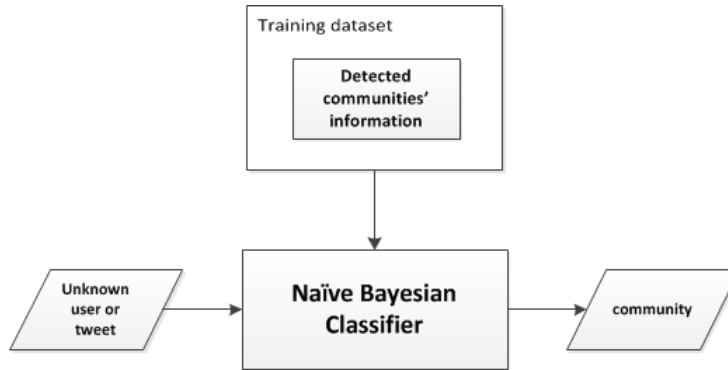 Training dataset
Detected
communities’
information
Unknown
user or
tweet
Naïve Bayesian
Classifier
community